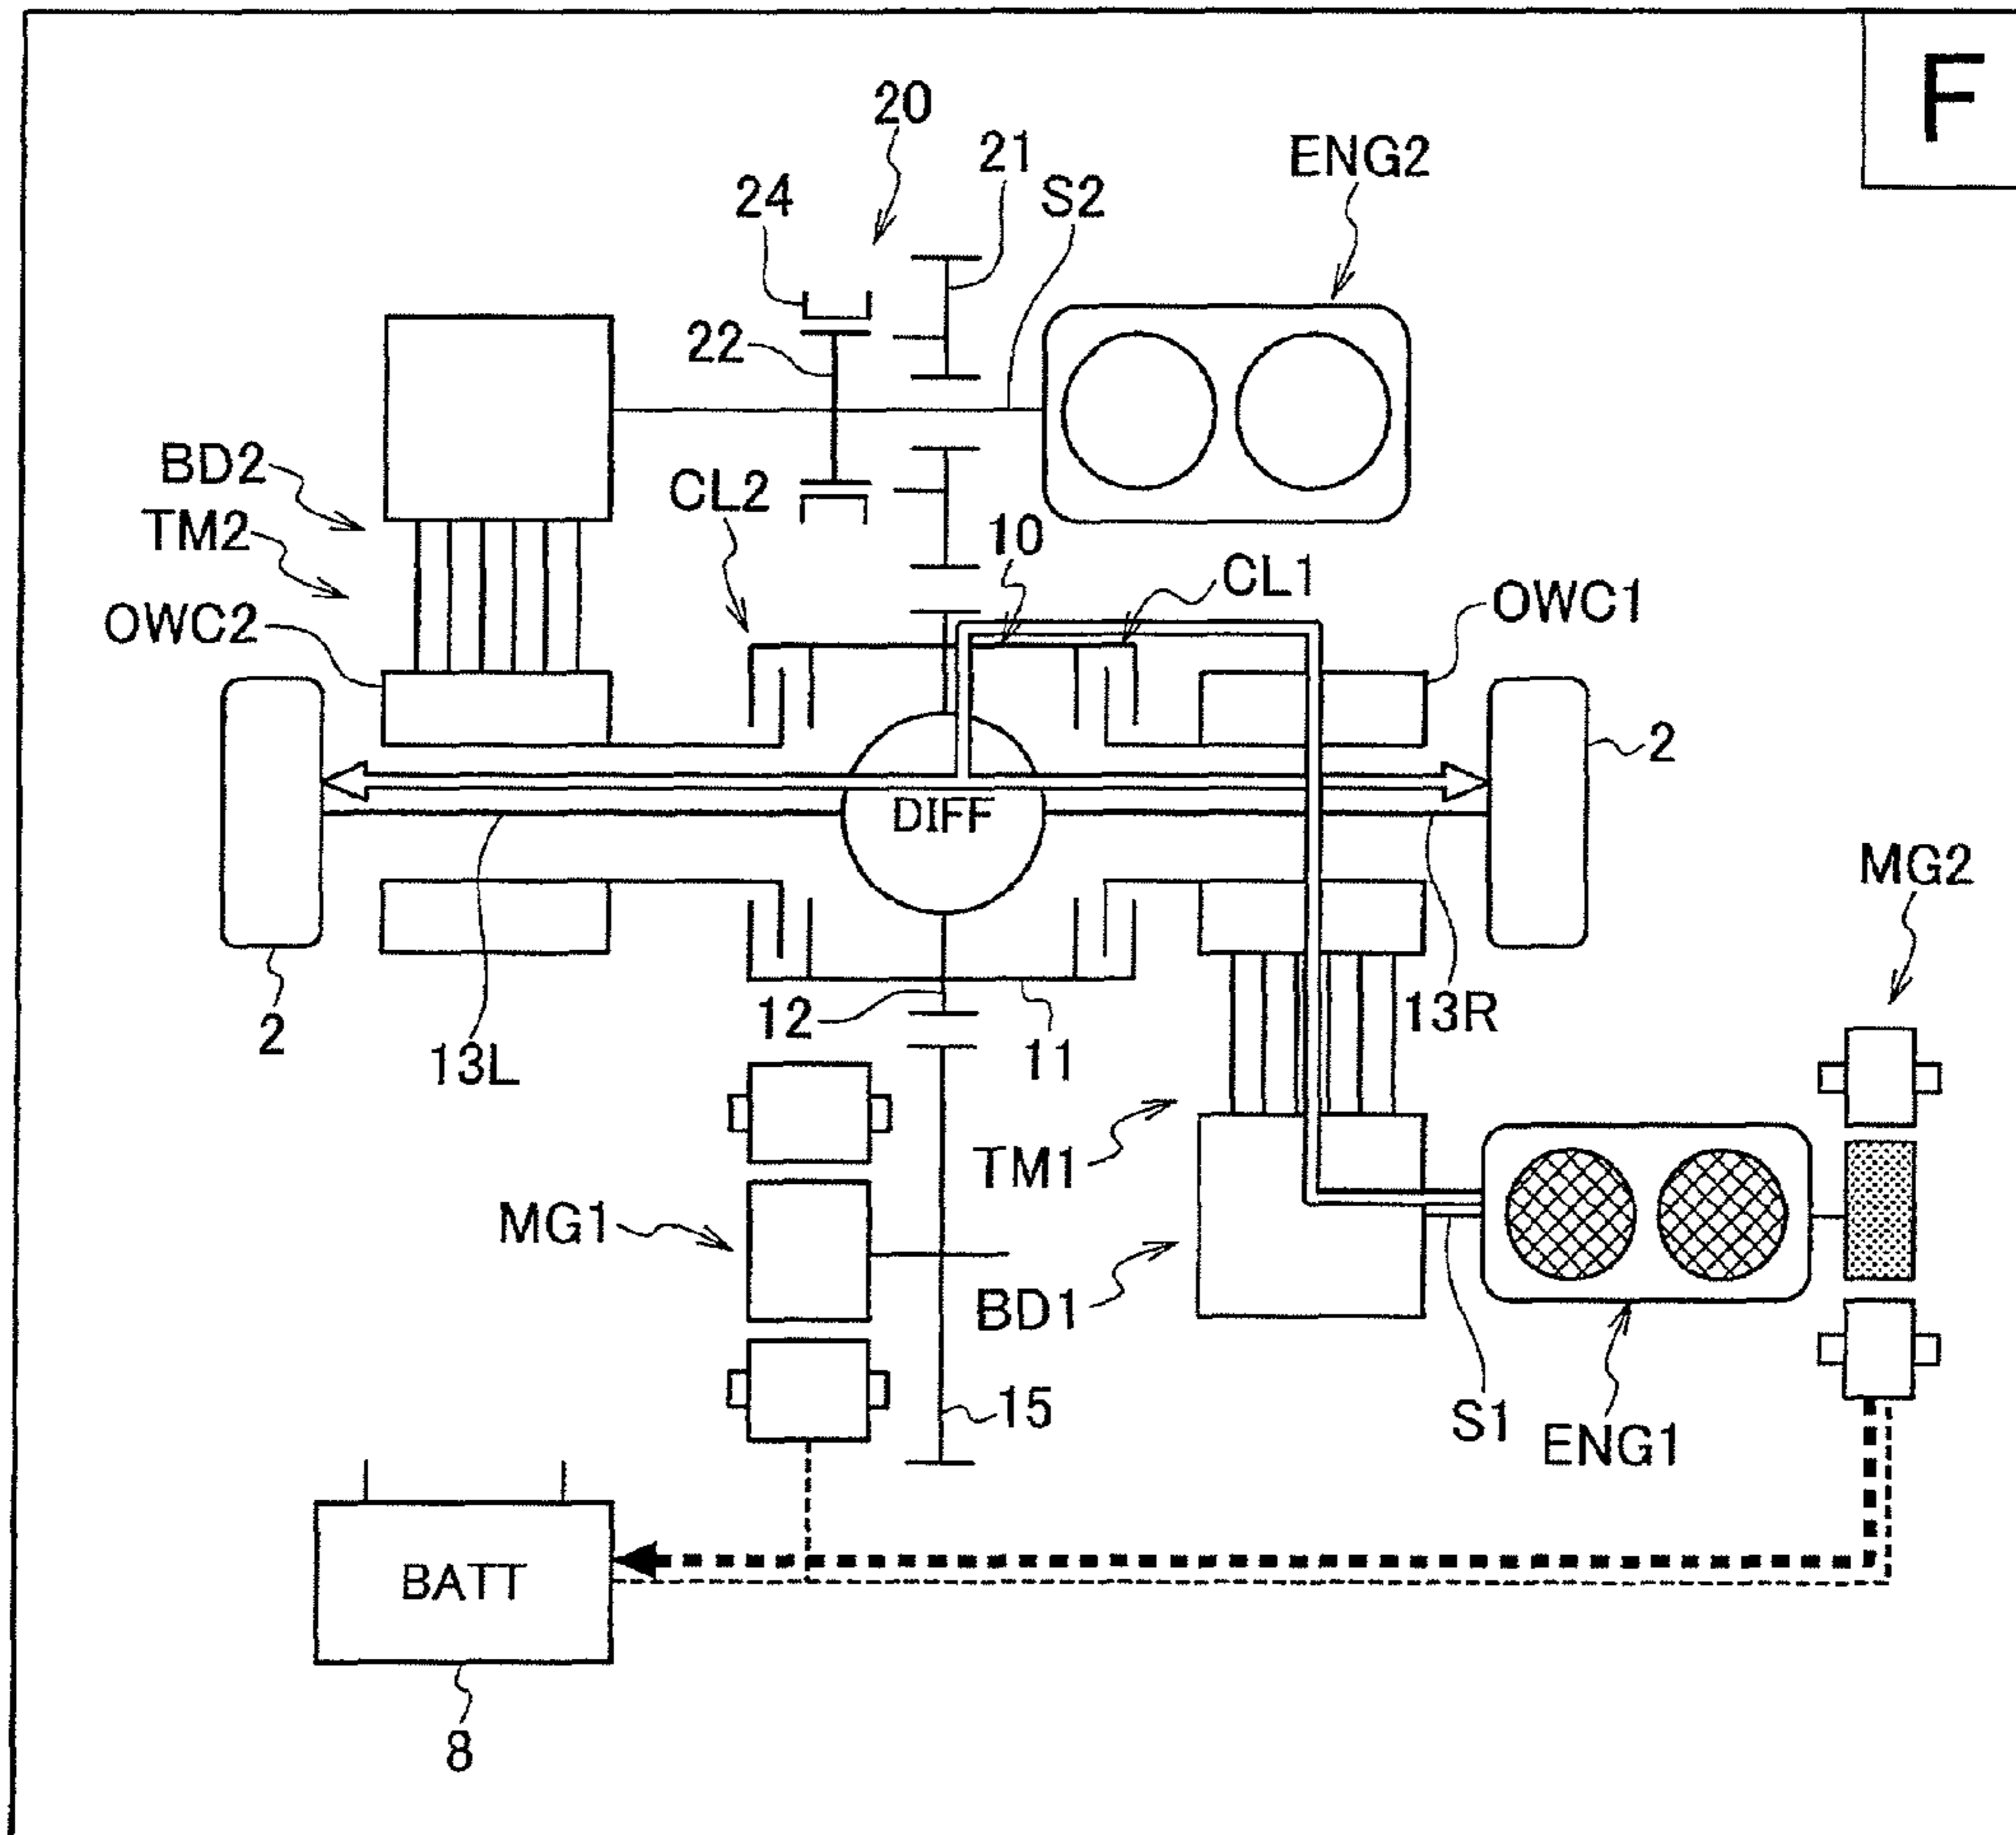 F
20
21
ENG2
24
S2
22
BD2
CL2
TM2
10
CL1
OWC2
OWC1
2
DIFF
MG2
2
12
13R
13L
11
TM1
MG1
BD1
15
S1
ENG1
BATT
8